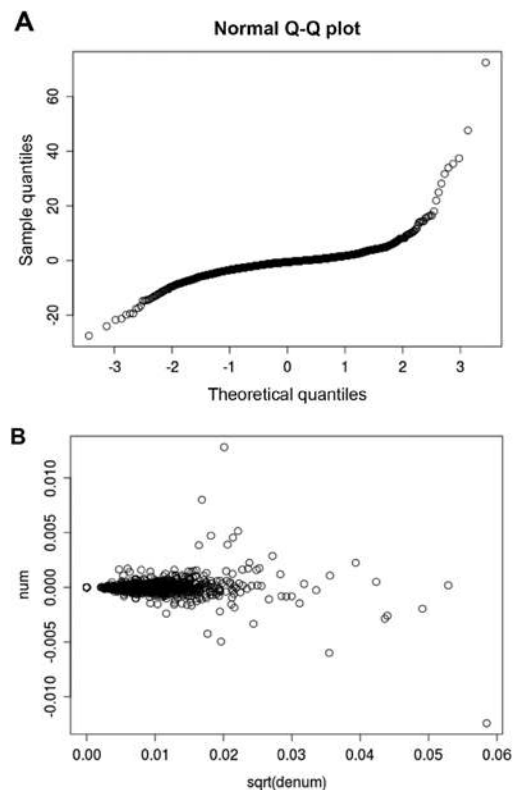 A
Normal Q-Q plot
Sample quantiles
60
40
20
0
-20
-3 -2 -1 0 1 2 3
Theoretical quantiles
B
num
0.010
0.005
0.000
-0.005
-0.010
0.00 0.01 0.02 0.03 0.04 0.05 0.06
sqrt(denum)